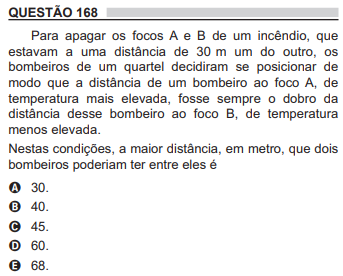 QUESTÃO 168
Para apagar os focos A e B de um incêndio, que
estavam a uma distância de 30 m um do outro, os
bombeiros de um quartel decidiram se posicionar de
modo que a distância de um bombeiro ao foco A, de
temperatura mais elevada, fosse sempre o dobro da
distância desse bombeiro ao foco B, de temperatura
menos elevada.
Nestas condições, a maior distância, em metro, que dois
bombeiros poderiam ter entre eles é
A 30.
B 40.
C 45.
D 60.
E 68.